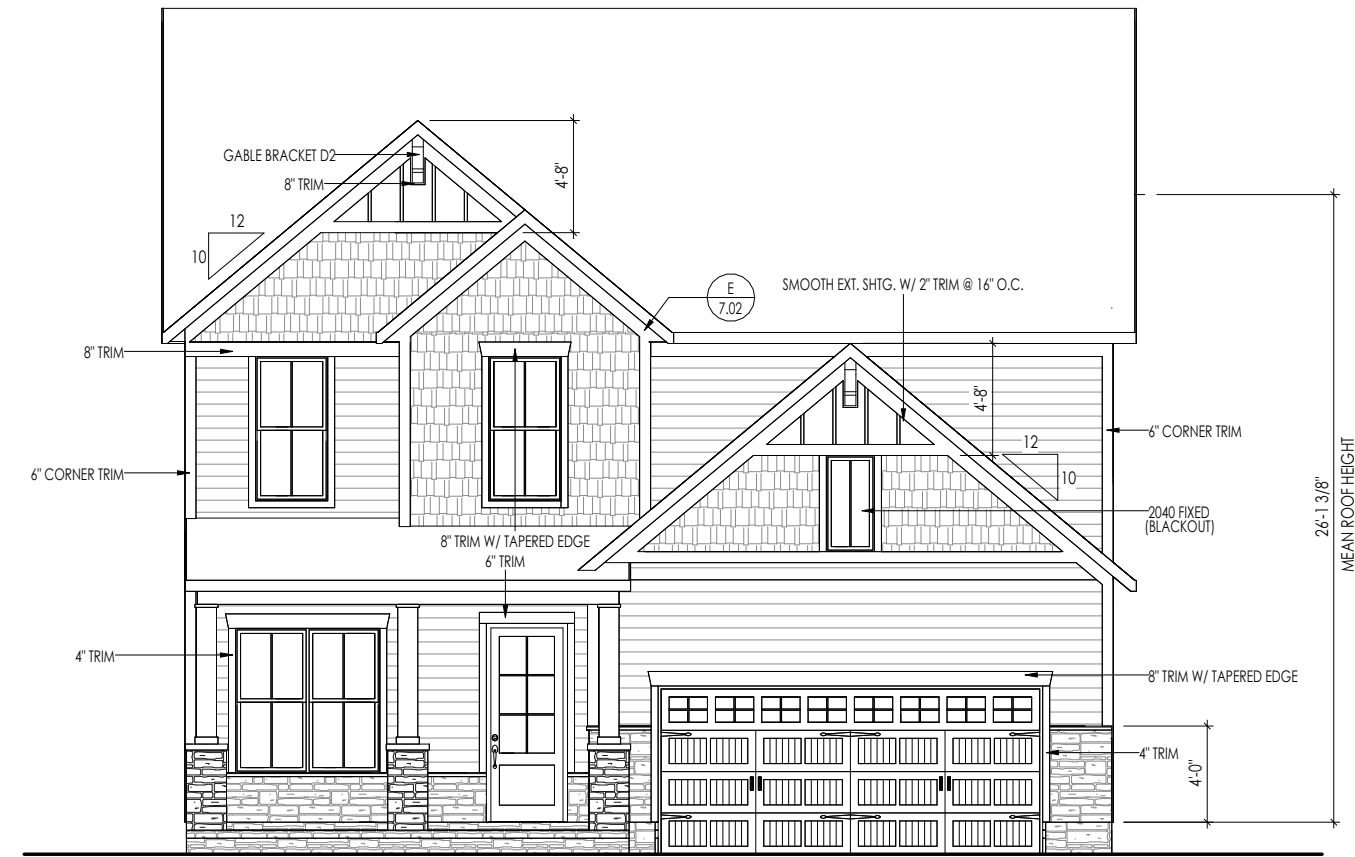 GABLE BRACKET D2
8" TRIM
4'-8"
12
10
E
7.02
SMOOTH EXT. SHTG. W/ 2" TRIM @ 16" O.C.
8" TRIM
4'-8"
6" CORNER TRIM
12
10
6" CORNER TRIM
2040 FIXED
(BLACKOUT)
26'-1 3/8"
MEAN ROOF HEIGHT
8" TRIM W/ TAPERED EDGE
6" TRIM
4" TRIM
8" TRIM W/ TAPERED EDGE
4" TRIM
4'-0"